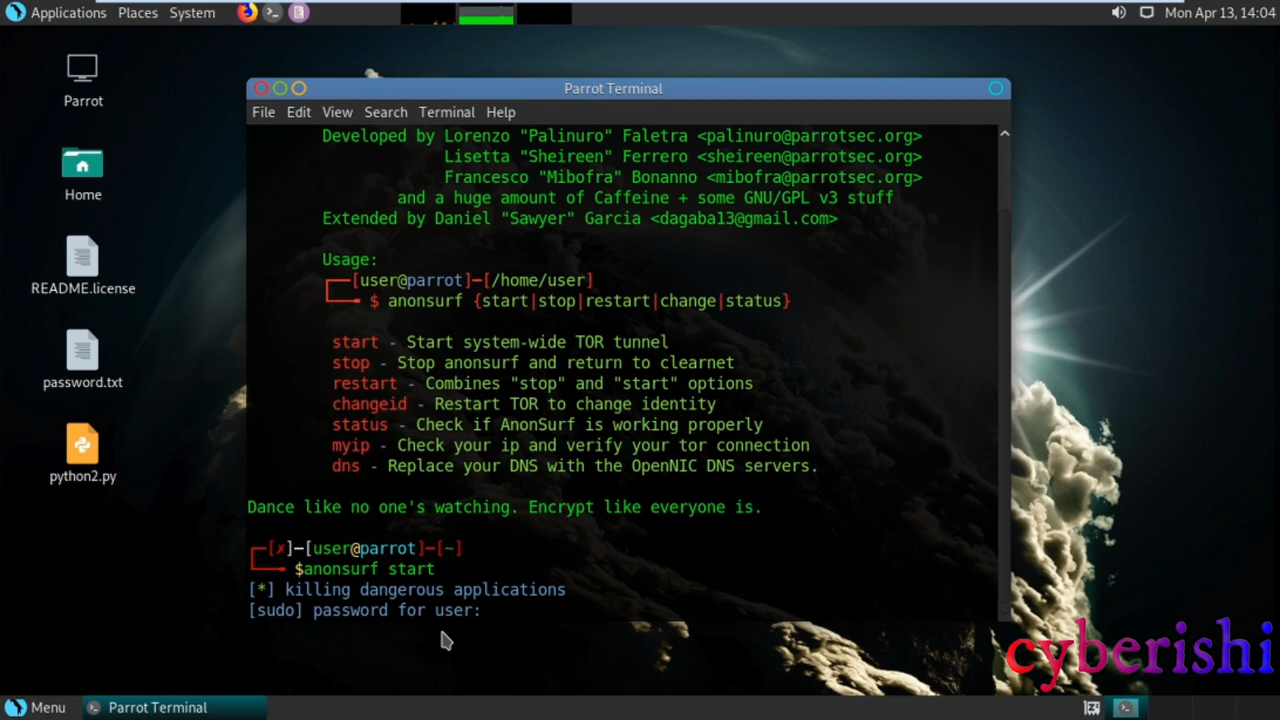 Applications Places System
Mon Apr 13, 14:04
Parrot
Home
README.license
password.txt
python2.py
Parrot Terminal
File Edit View Search Terminal Help
Developed by Lorenzo "Palinuro" Faletra <palinuro@parrotsec.org>
Lisetta "Sheireen" Ferrero <sheireen@parrotsec.org>
Francesco "Mibofra" Bonanno <mibofra@parrotsec.org>
and a huge amount of Caffeine + some GNU/GPL v3 stuff
Extended by Daniel "Sawyer" Garcia <dagaba13@gmail.com>
Usage:
┌──[user@parrot]─[/home/user]
└──╼ $ anonsurf {start|stop|restart|change|status}
start - Start system-wide TOR tunnel
stop - Stop anonsurf and return to clearnet
restart - Combines "stop" and "start" options
changeid - Restart TOR to change identity
status - Check if AnonSurf is working properly
myip - Check your ip and verify your tor connection
dns - Replace your DNS with the OpenNIC DNS servers.
Dance like no one's watching. Encrypt like everyone is.
┌─[✗]─[user@parrot]─[~]
└──╼ $anonsurf start
[*] killing dangerous applications
[sudo] password for user:
cyberishi
Menu Parrot Terminal